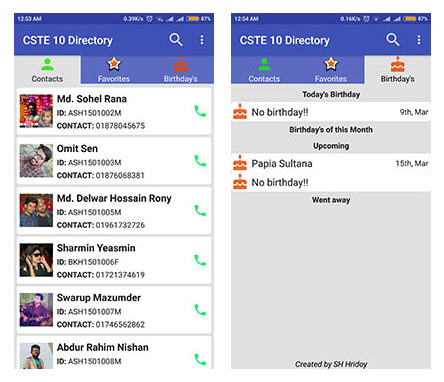 12:53 AM
0.39K/s
87%
CSTE 10 Directory
Contacts
Favorites
Birthday's
Md. Sohel Rana
ID: ASH1501002M
CONTACT: 01878045675
Omit Sen
ID: ASH1501003M
CONTACT: 01876068381
Md. Delwar Hossain Rony
ID: ASH1501005M
CONTACT: 01961732726
Sharmin Yeasmin
ID: BKH1501006F
CONTACT: 01721374619
Swarup Mazumder
ID: ASH1501007M
CONTACT: 01746562862
Abdur Rahim Nishan
ID: ASH1501008M
12:54 AM
0.16K/s
87%
CSTE 10 Directory
Contacts
Favorites
Birthday's
Today's Birthday
No birthday!! 9th, Mar
Birthday's of this Month
Upcoming
Papia Sultana 15th, Mar
No birthday!!
Went away
Created by SH Hridoy